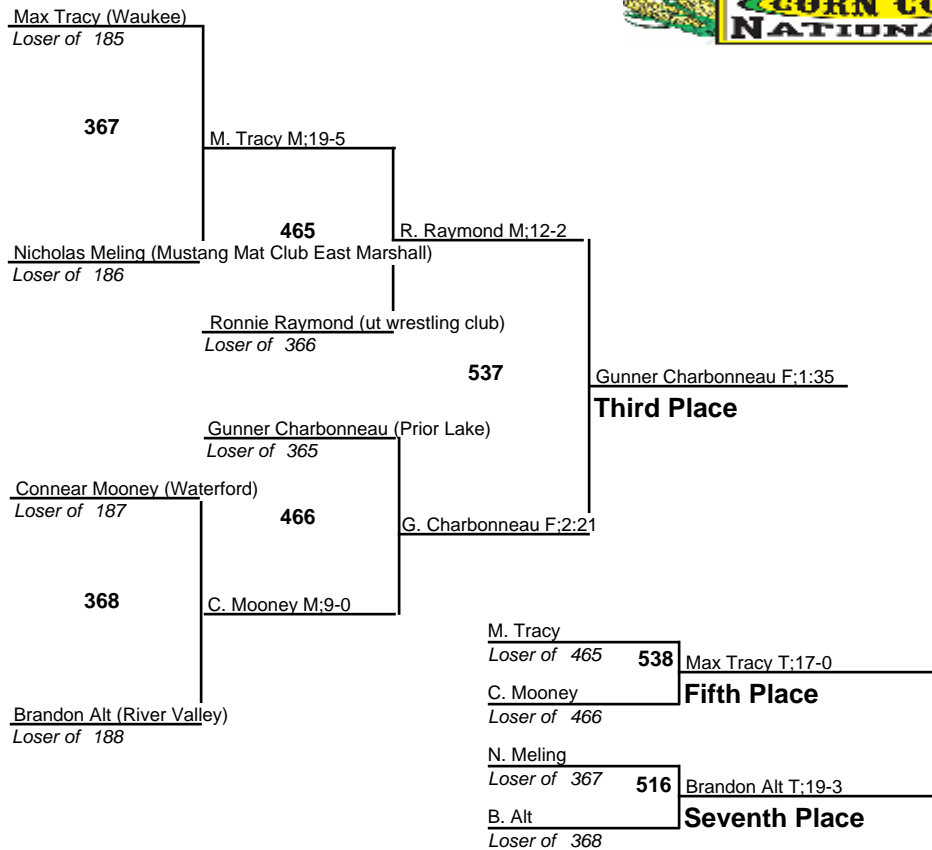 CORN CO
NATIONA
Max Tracy (Waukee)
Loser of 185
367
M. Tracy M;19-5
465
R. Raymond M;12-2
Nicholas Meling (Mustang Mat Club East Marshall)
Loser of 186
Ronnie Raymond (ut wrestling club)
Loser of 366
537
Gunner Charbonneau F;1:35
Third Place
Gunner Charbonneau (Prior Lake)
Loser of 365
Connear Mooney (Waterford)
Loser of 187
466
G. Charbonneau F;2:21
368
C. Mooney M;9-0
Brandon Alt (River Valley)
Loser of 188
M. Tracy
Loser of 465
538
Max Tracy T;17-0
Fifth Place
C. Mooney
Loser of 466
N. Meling
Loser of 367
516
Brandon Alt T;19-3
Seventh Place
B. Alt
Loser of 368